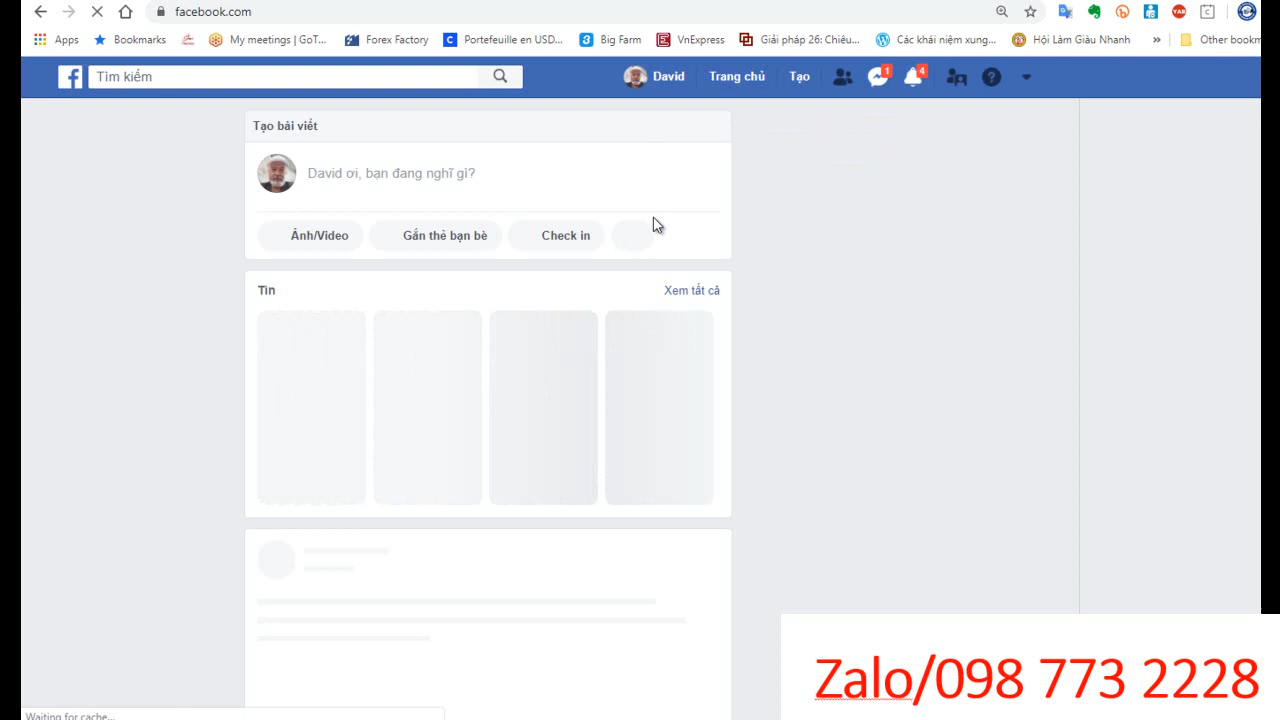 facebook.com
Apps Bookmarks My meetings | GoT... Forex Factory Portefeuille en USD... Big Farm VnExpress Giải pháp 26: Chiêu... Các khái niệm xung... Hội Làm Giàu Nhanh » Other bookm
Tìm kiếm David Trang chủ Tạo 1 4
Tạo bài viết
David ơi, bạn đang nghĩ gì?
Ảnh/Video Gắn thẻ bạn bè Check in
Tin Xem tất cả
Zalo/098 773 2228
Waiting for cache...